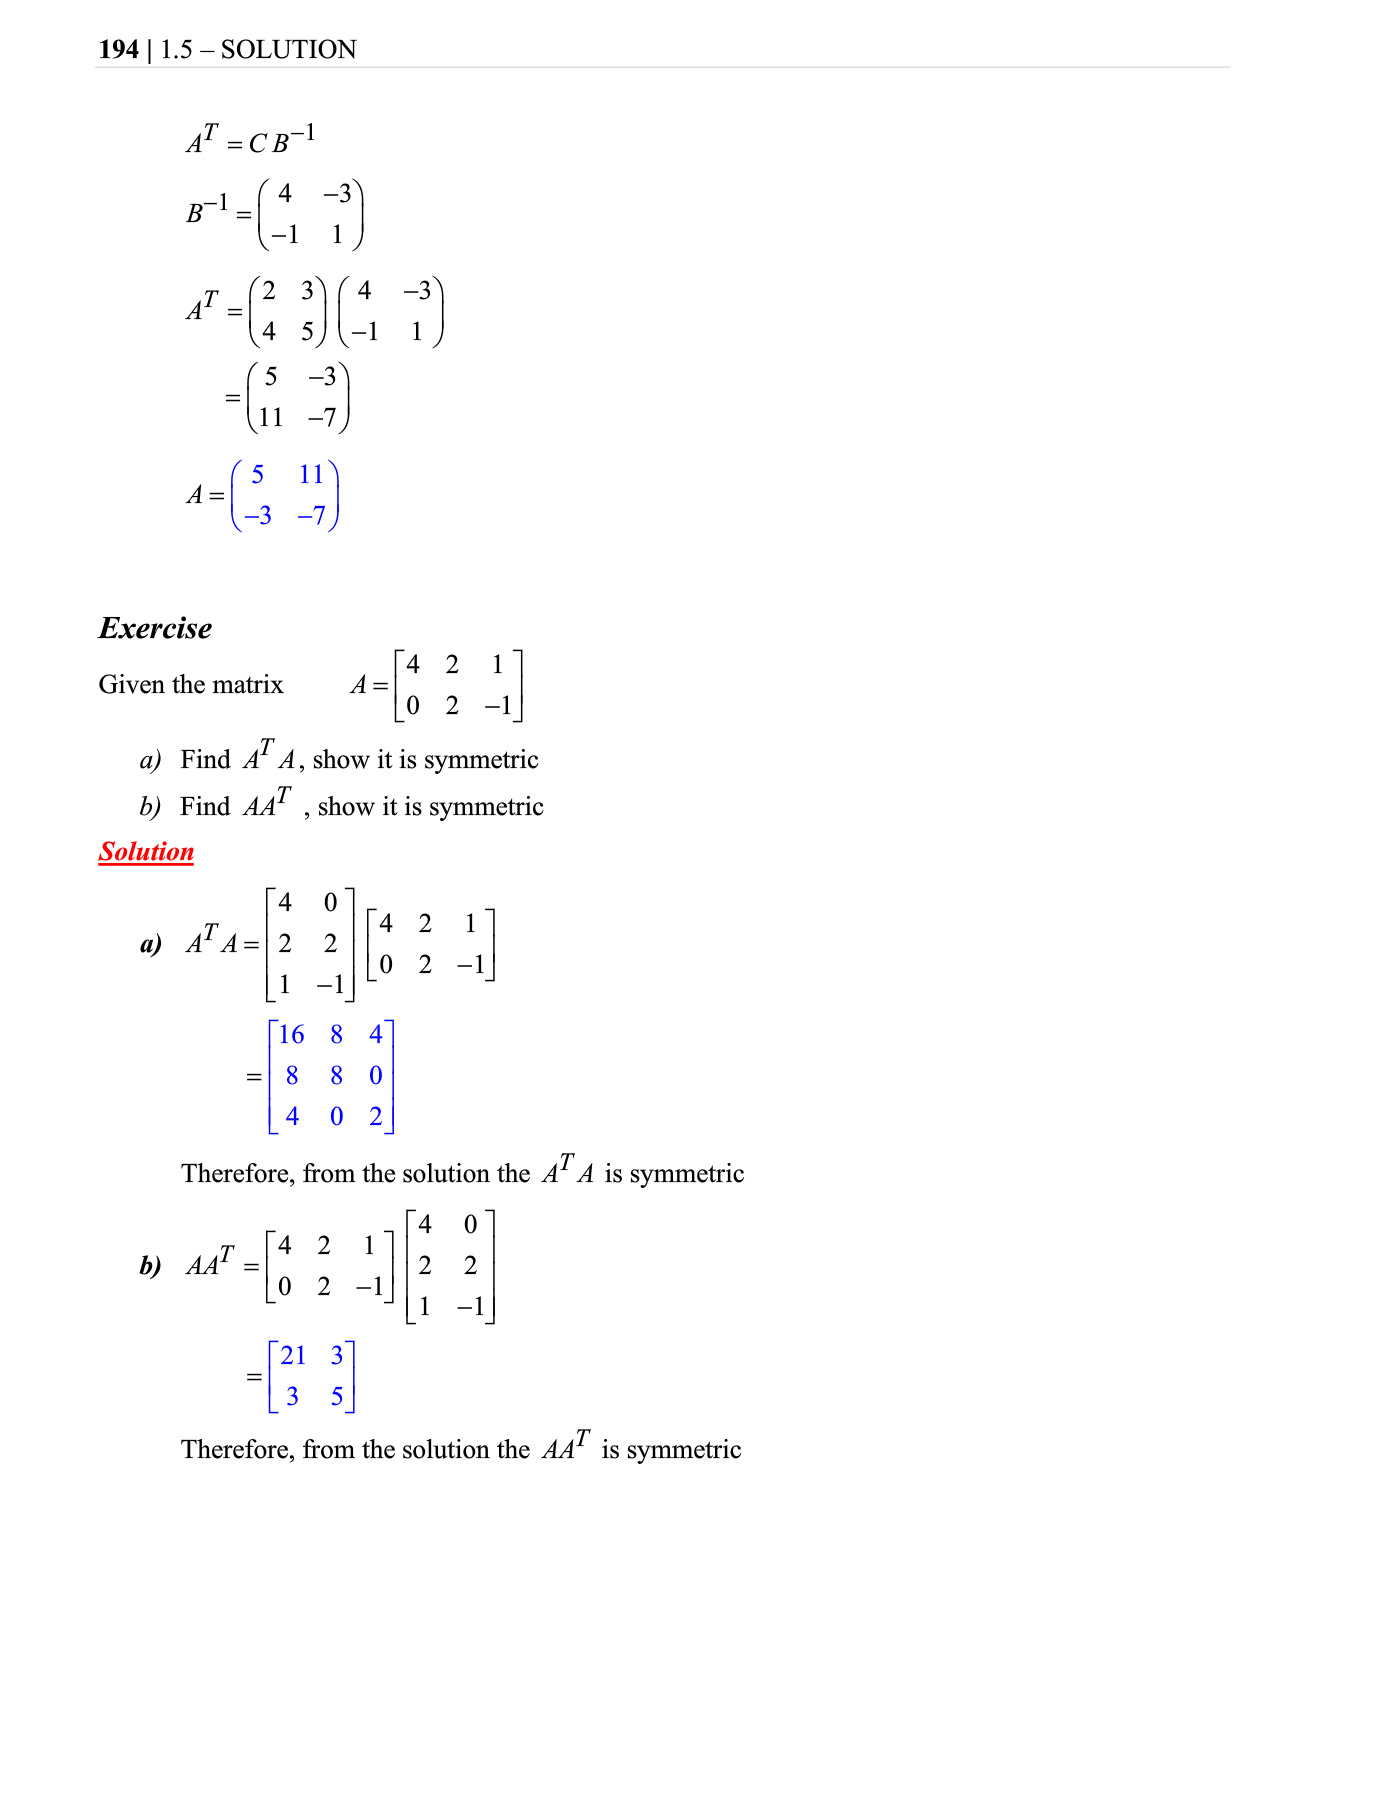 194 | 1.5 – SOLUTION
A^T = C B^{−1}
B^{−1} = \begin{pmatrix} 4 & −3 \\ −1 & 1 \end{pmatrix}
A^T = \begin{pmatrix} 2 & 3 \\ 4 & 5 \end{pmatrix} \begin{pmatrix} 4 & −3 \\ −1 & 1 \end{pmatrix}
= \begin{pmatrix} 5 & −3 \\ 11 & −7 \end{pmatrix}
A = \begin{pmatrix} 5 & 11 \\ −3 & −7 \end{pmatrix}
Exercise
Given the matrix A = \begin{bmatrix} 4 & 2 & 1 \\ 0 & 2 & −1 \end{bmatrix}
a) Find A^T A, show it is symmetric
b) Find AA^T , show it is symmetric
Solution
a) A^T A = \begin{bmatrix} 4 & 0 \\ 2 & 2 \\ 1 & −1 \end{bmatrix} \begin{bmatrix} 4 & 2 & 1 \\ 0 & 2 & −1 \end{bmatrix}
= \begin{bmatrix} 16 & 8 & 4 \\ 8 & 8 & 0 \\ 4 & 0 & 2 \end{bmatrix}
Therefore, from the solution the A^T A is symmetric
b) AA^T = \begin{bmatrix} 4 & 2 & 1 \\ 0 & 2 & −1 \end{bmatrix} \begin{bmatrix} 4 & 0 \\ 2 & 2 \\ 1 & −1 \end{bmatrix}
= \begin{bmatrix} 21 & 3 \\ 3 & 5 \end{bmatrix}
Therefore, from the solution the AA^T is symmetric